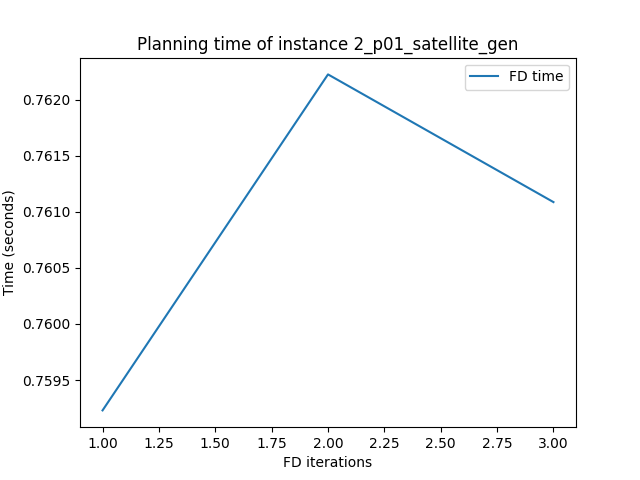 Planning time of instance 2_p01_satellite_gen
FD time
0.7620
0.7615
0.7610
0.7605
0.7600
0.7595
Time (seconds)
1.00 1.25 1.50 1.75 2.00 2.25 2.50 2.75 3.00
FD iterations